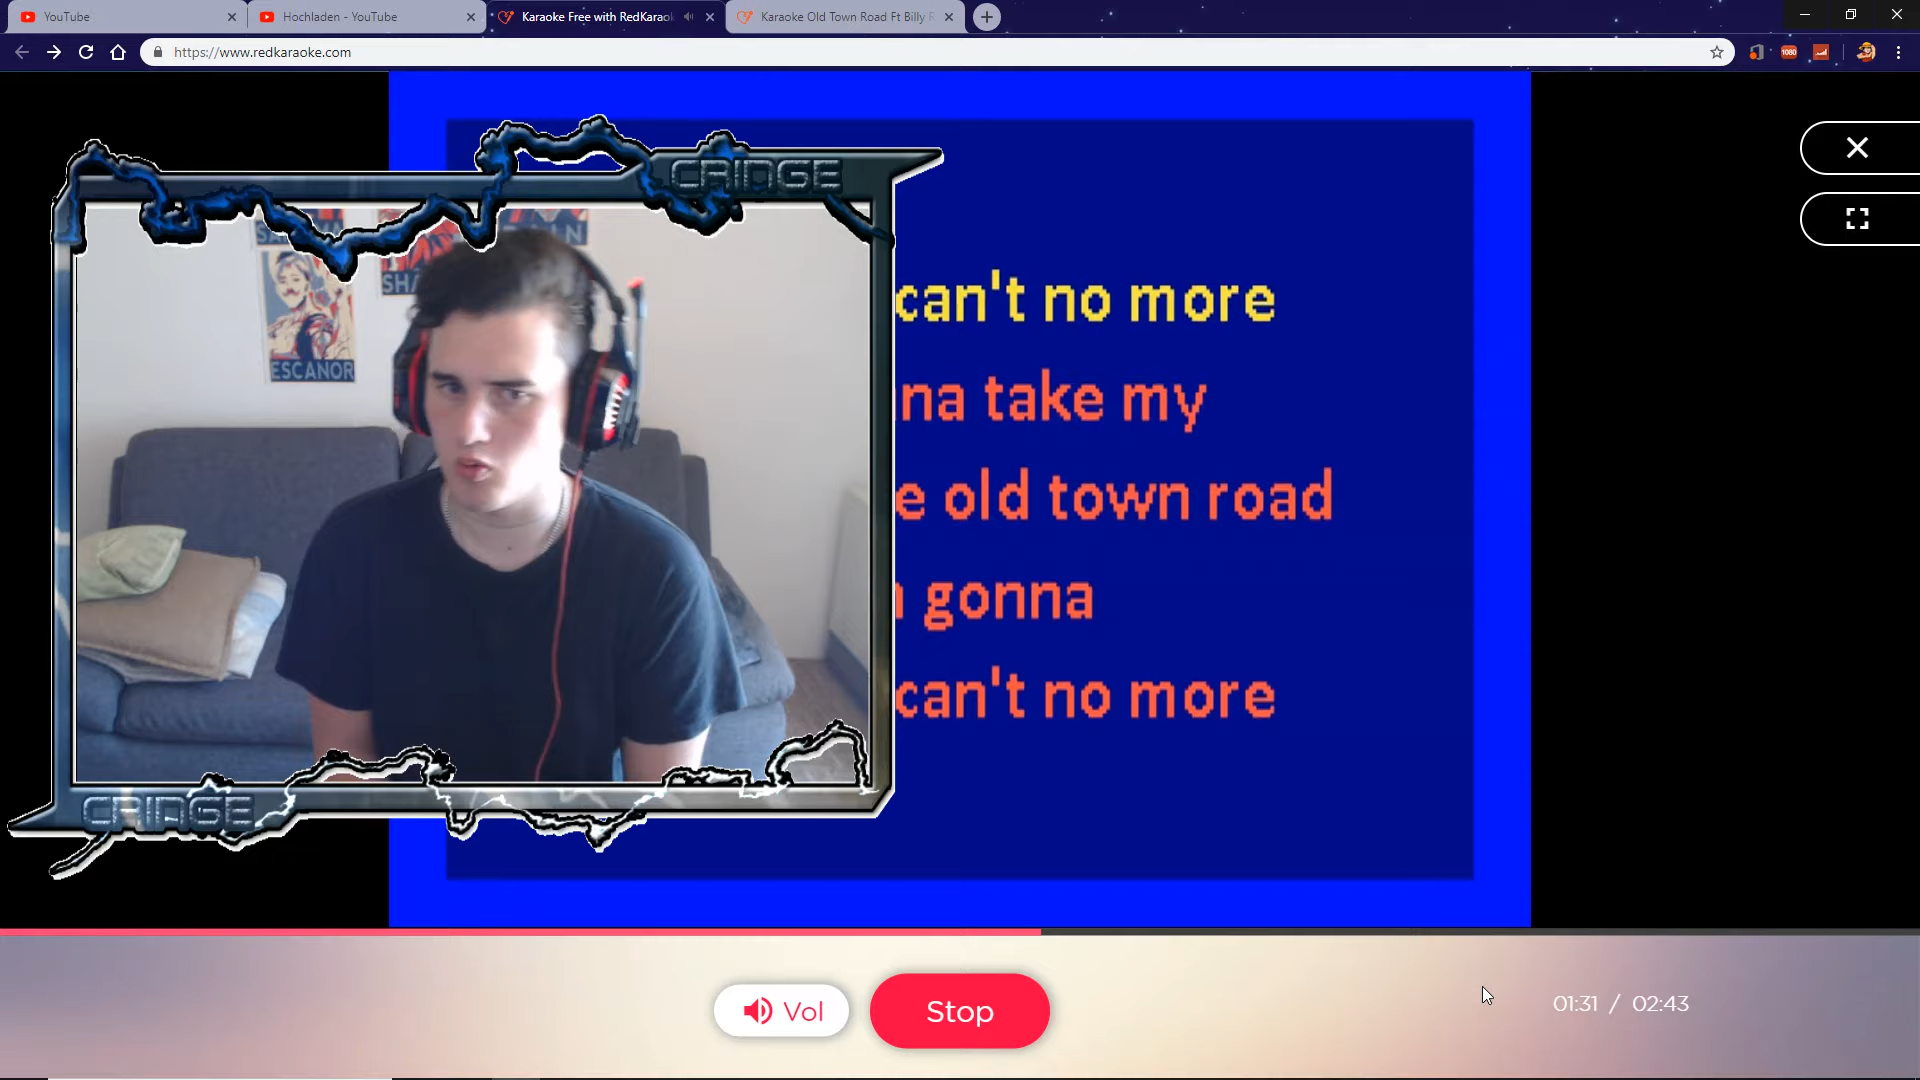 YouTube
Hochladen - YouTube
Karaoke Free with RedKarao
Karaoke Old Town Road Ft Billy R
https://www.redkaraoke.com
1080
CRINGE
ESCANOR
can't no more
take my
old town road
gonna
can't no more
CRINGE
Vol
Stop
01:31 / 02:43